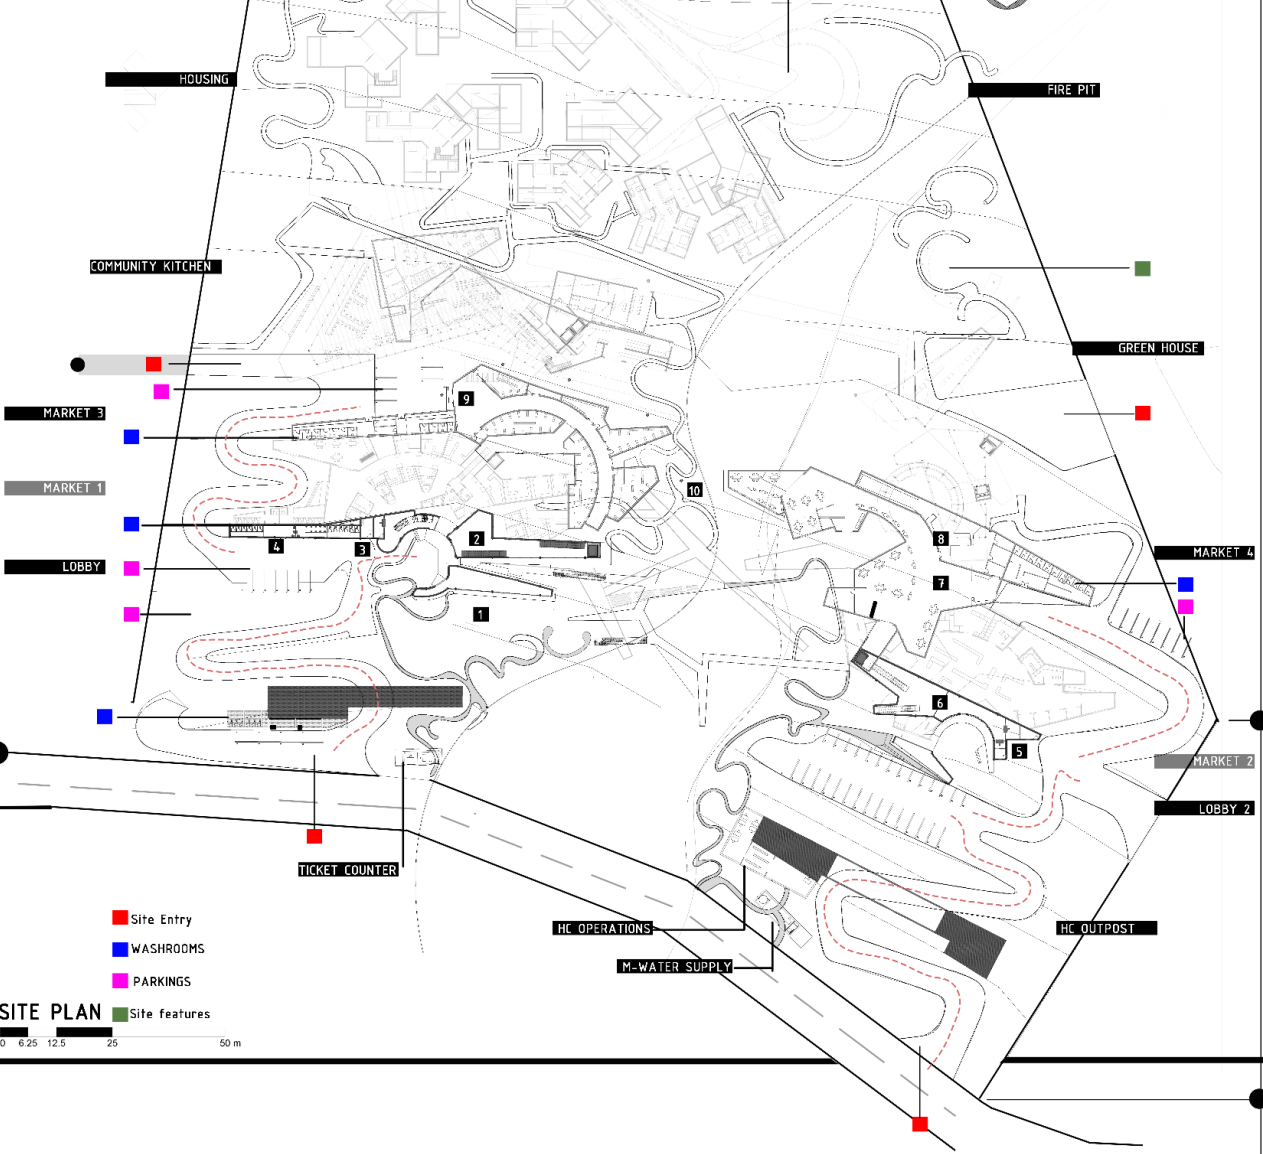 HOUSING
FIRE PIT
COMMUNITY KITCHEN
GREEN HOUSE
MARKET 3
9
MARKET 1
10
2
8
4
3
MARKET 4
LOBBY
7
1
6
5
MARKET 2
LOBBY 2
TICKET COUNTER
HC OPERATIONS
HC OUTPOST
M-WATER SUPPLY
Site Entry
WASHROOMS
PARKINGS
SITE PLAN
Site features
0 6.25 12.5 25 50 m